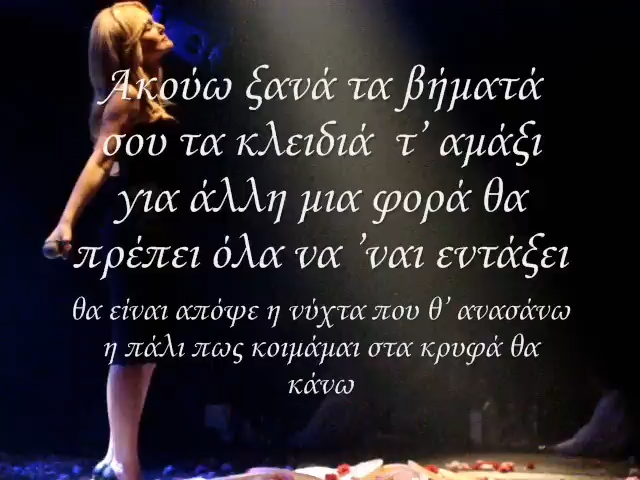 Ακούω ξανά τα βήματά
σου τα κλειδιά τ’ αμάξι
για άλλη μια φορά θα
πρέπει όλα να ’ναι εντάξει
θα είναι απόψε η νύχτα που θ’ ανασάνω
η πάλι πως κοιμάμαι στα κρυφά θα
κάνω